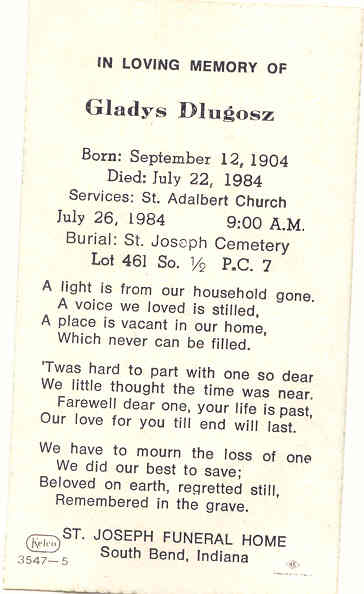 IN LOVING MEMORY OF
Gladys Dlugosz
Born: September 12, 1904
Died: July 22, 1984
Services: St. Adalbert Church
July 26, 1984 9:00 A.M.
Burial: St. Joseph Cemetery
Lot 461 So. ½ P.C. 7
A light is from our household gone.
A voice we loved is stilled,
A place is vacant in our home,
Which never can be filled.
'Twas hard to part with one so dear
We little thought the time was near.
Farewell dear one, your life is past,
Our love for you till end will last.
We have to mourn the loss of one
We did our best to save;
Beloved on earth, regretted still,
Remembered in the grave.
ST. JOSEPH FUNERAL HOME
South Bend, Indiana
Kelco
3547-5